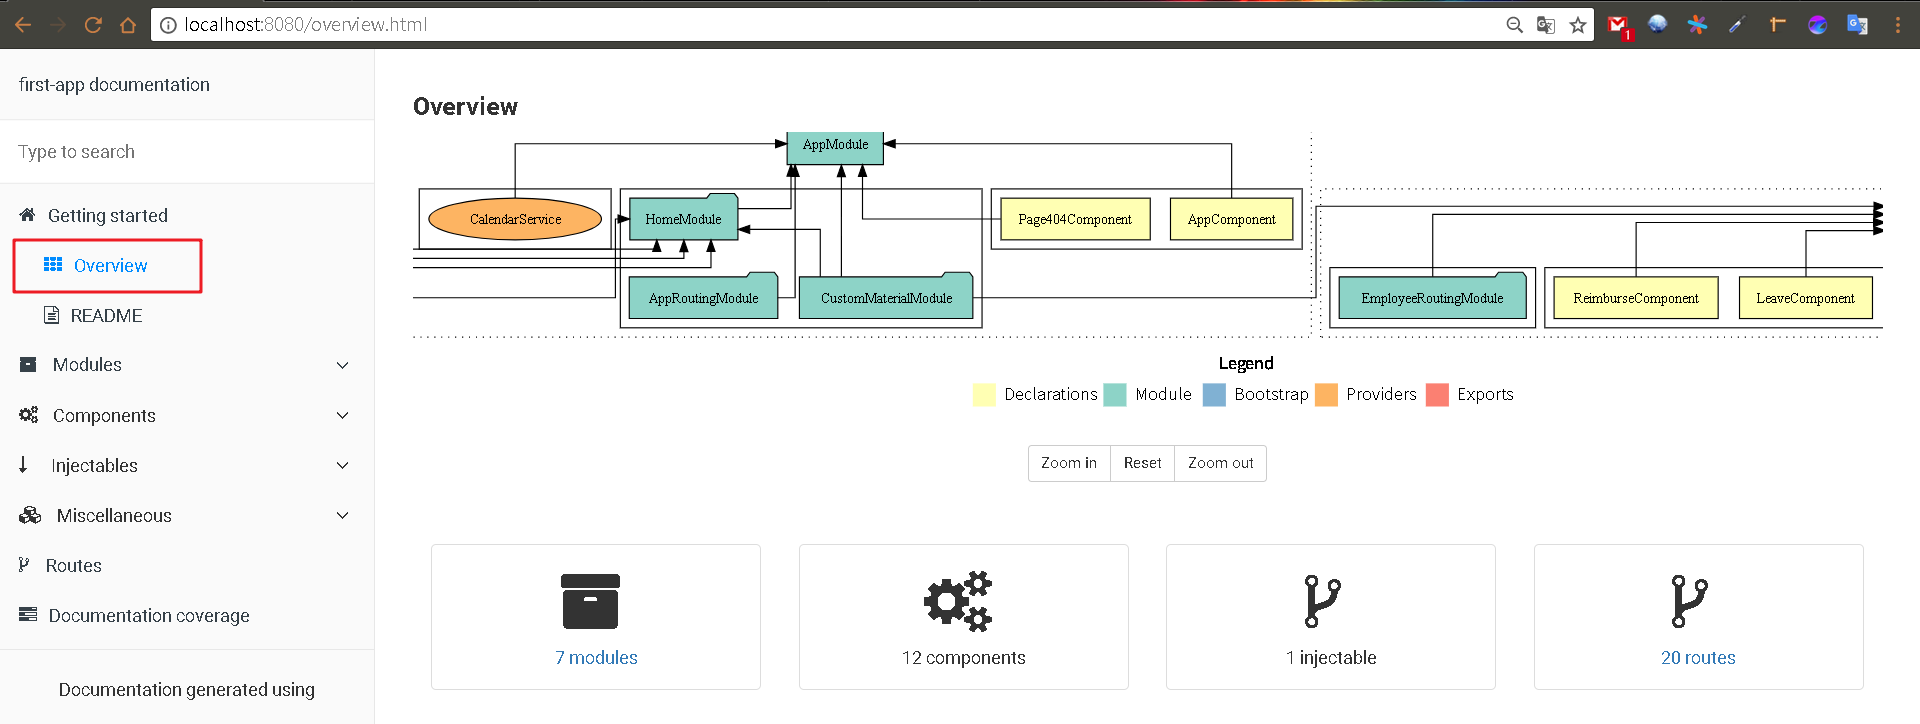 localhost:8080/overview.html
1
first-app documentation
Type to search
Getting started
Overview
README
Modules
Components
Injectables
Miscellaneous
Routes
Documentation coverage
Documentation generated using
Overview
AppModule
CalendarService
HomeModule
Page404Component
AppComponent
AppRoutingModule
CustomMaterialModule
EmployeeRoutingModule
ReimburseComponent
LeaveComponent
Legend
Declarations Module Bootstrap Providers Exports
Zoom in Reset Zoom out
7 modules
12 components
1 injectable
20 routes